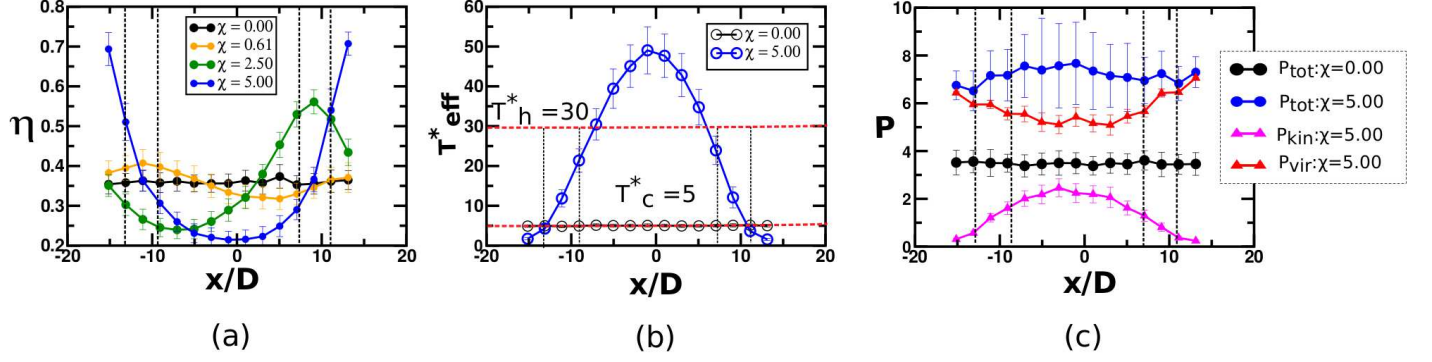 0.8
0.7
0.6
0.5
0.4
0.3
0.2
η
χ = 0.00
χ = 0.61
χ = 2.50
χ = 5.00
-20 -10 0 10 20
x/D
(a)
60
50
40
30
20
10
0
T*eff
χ = 0.00
χ = 5.00
T*h = 30
T*c = 5
-20 -10 0 10 20
x/D
(b)
10
8
6
4
2
0
P
-20 -10 0 10 20
x/D
(c)
Ptot:χ=0.00
Ptot:χ=5.00
Pkin:χ=5.00
Pvir:χ=5.00